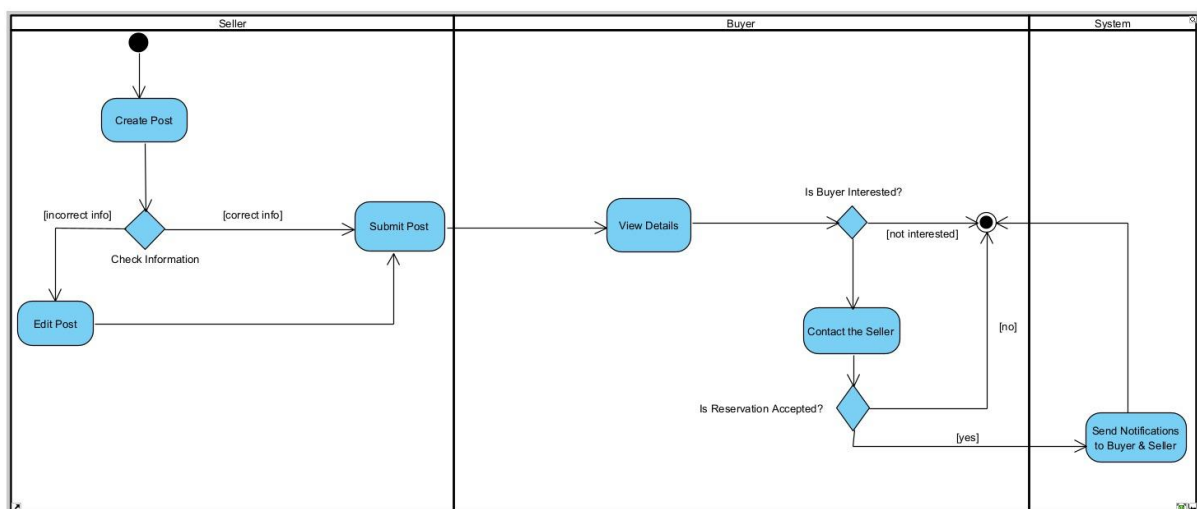 Seller
Buyer
System
Create Post
Is Buyer Interested?
[incorrect info]
[correct info]
Submit Post
View Details
[not interested]
Check Information
Edit Post
Contact the Seller
[no]
Is Reservation Accepted?
Send Notifications
to Buyer & Seller
[yes]